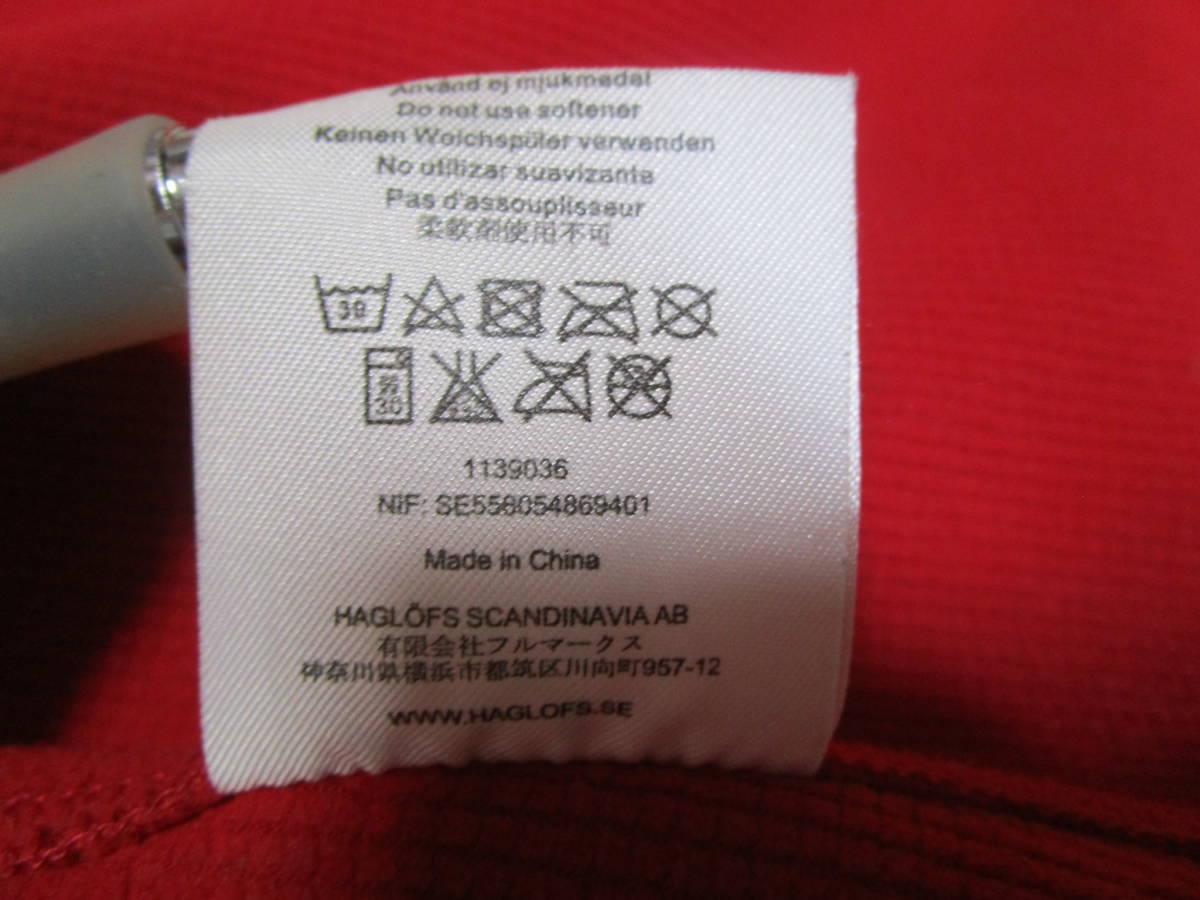 Använd ej mjukmedel
Do not use softener
Keinen Weichspüler verwenden
No utilizar suavizante
Pas d'assouplisseur
柔軟剤使用不可
30
弱
30
1139036
NIF: SE556054869401
Made in China
HAGLÖFS SCANDINAVIA AB
有限会社フルマークス
神奈川県横浜市都筑区川向町957-12
WWW.HAGLOFS.SE